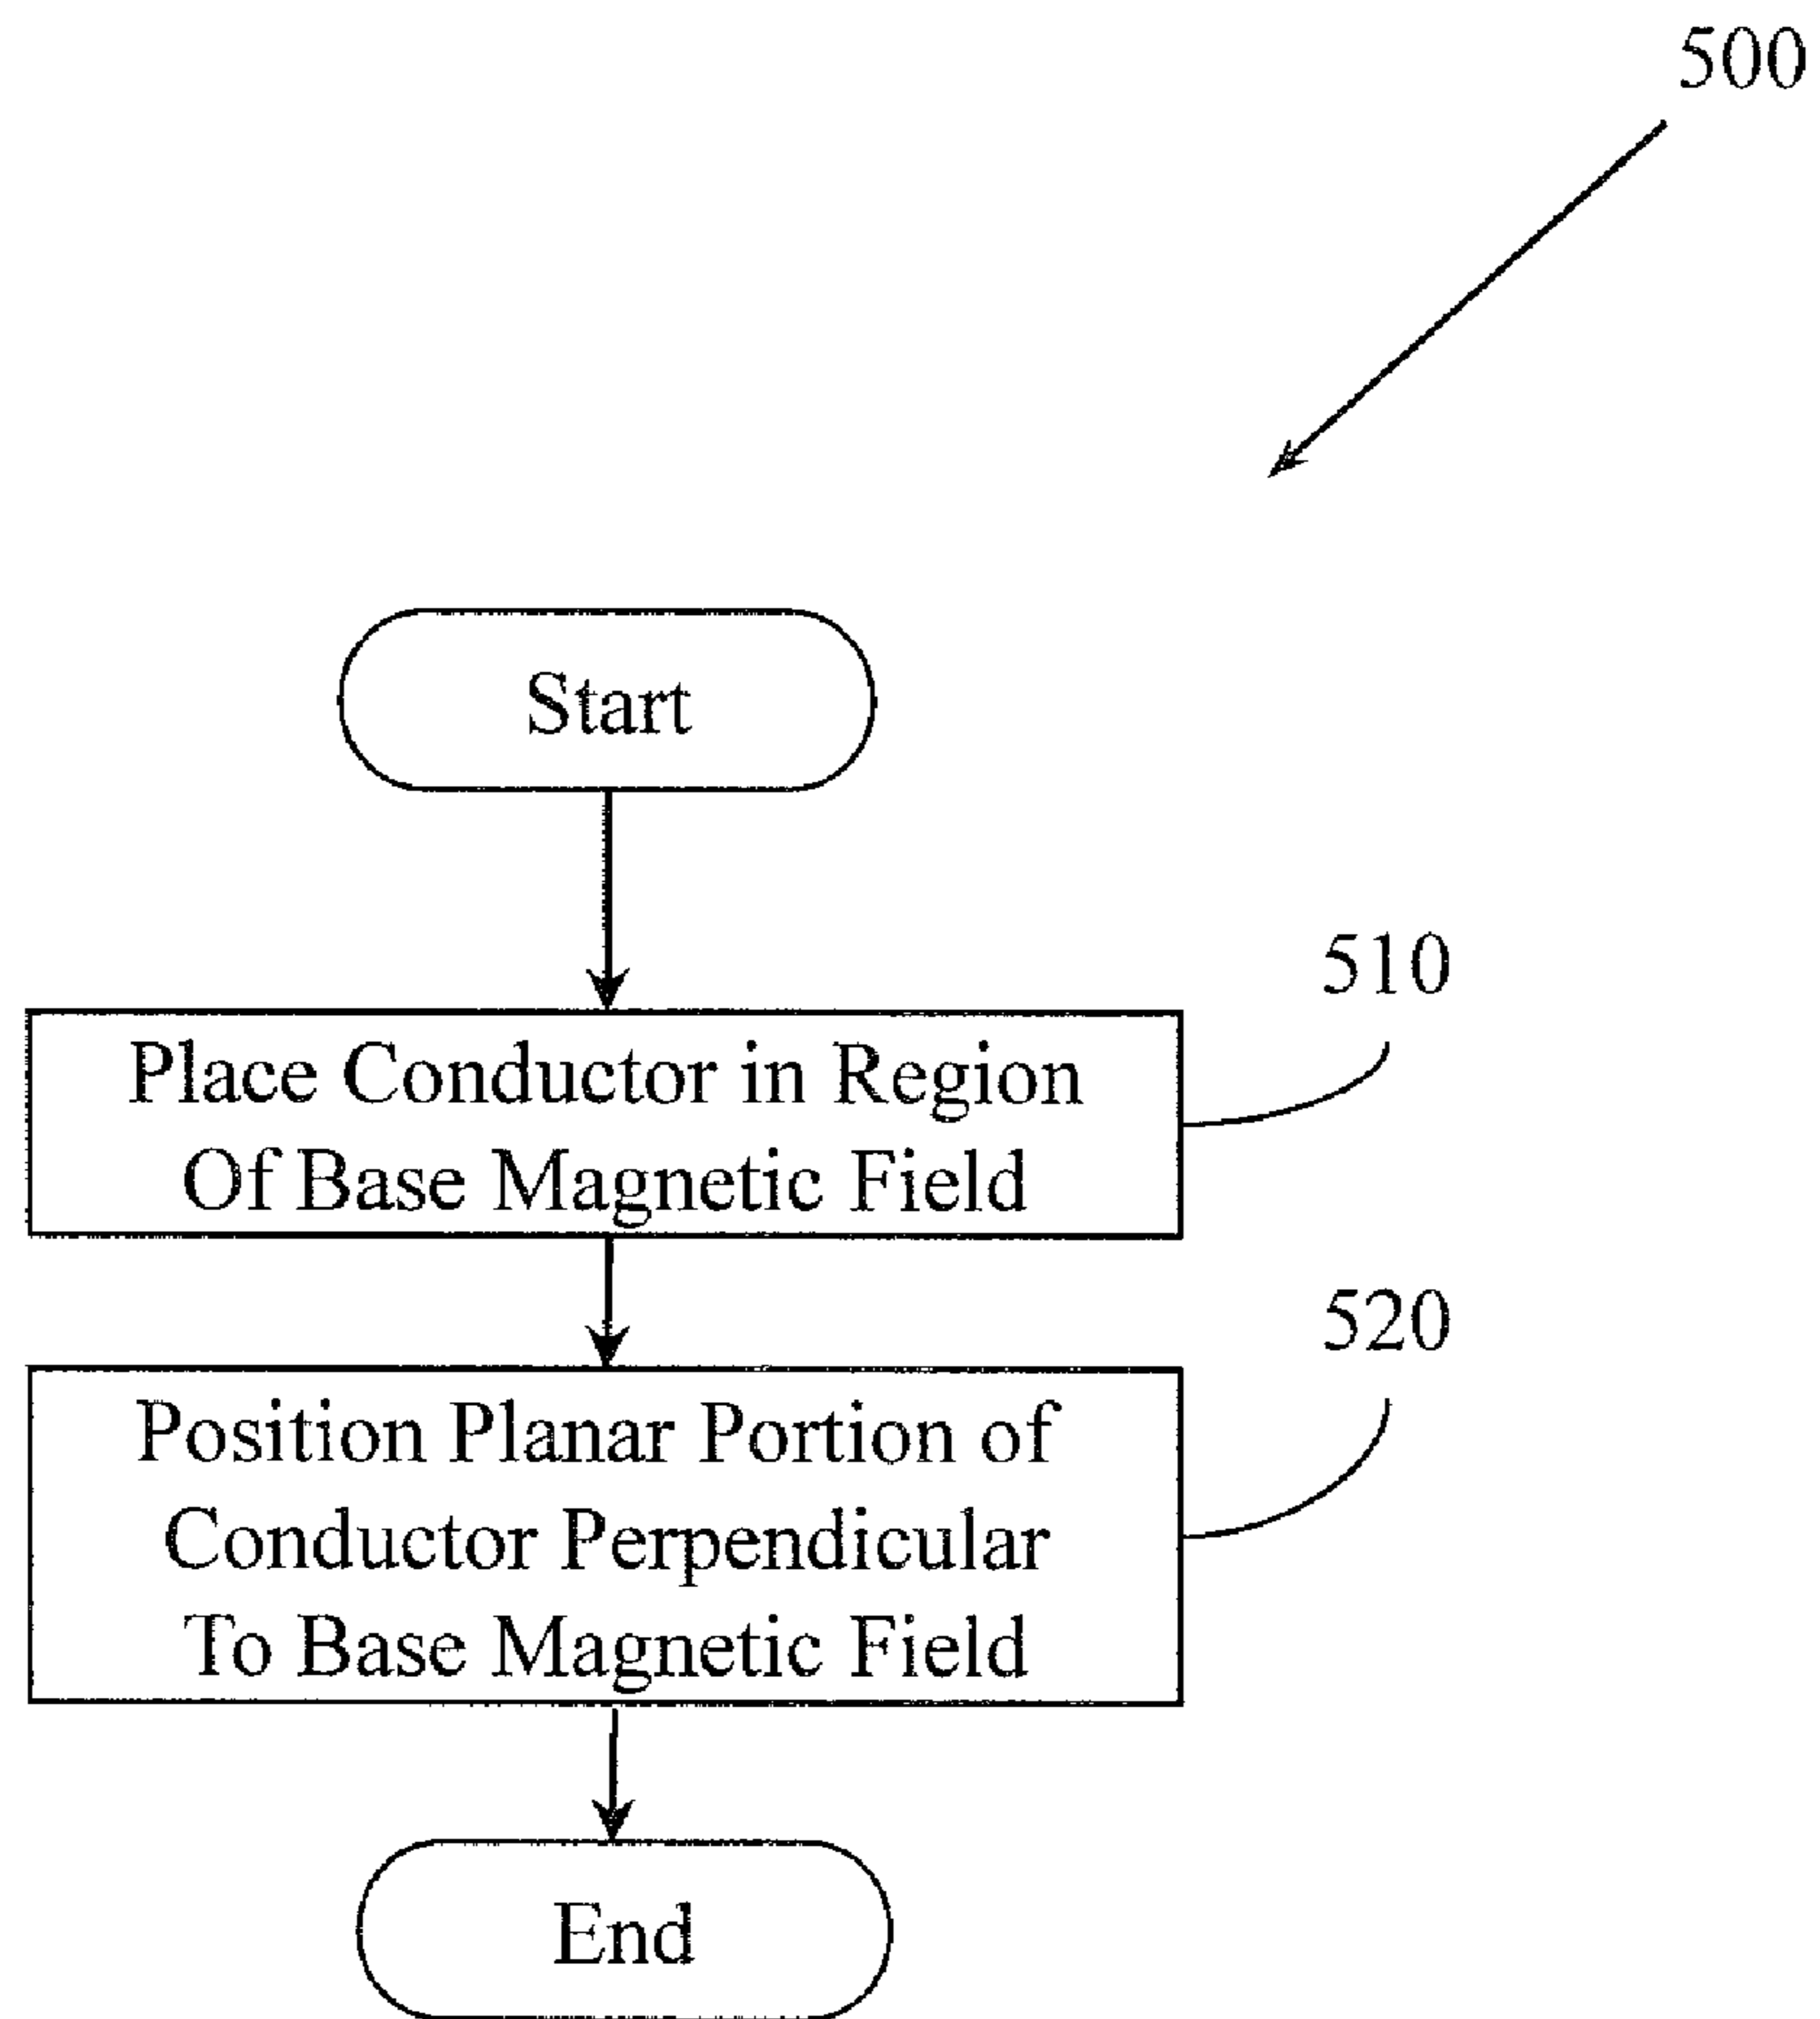 500
Start
510
Place Conductor in Region
Of Base Magnetic Field
520
Position Planar Portion of
Conductor Perpendicular
To Base Magnetic Field
End